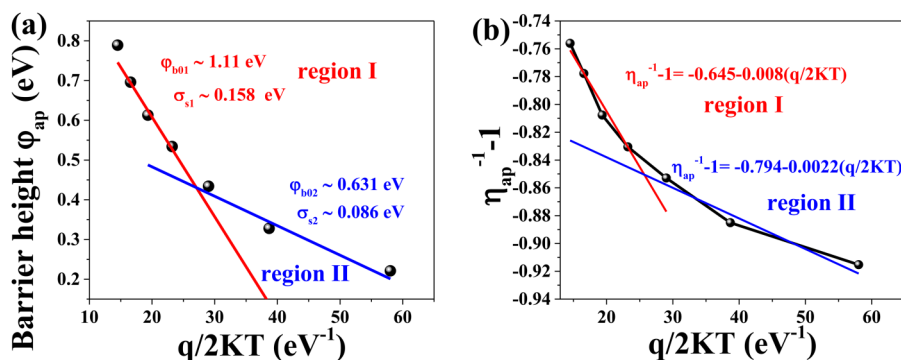 (a)
Barrier height φap (eV)
0.8
0.7
0.6
0.5
0.4
0.3
0.2
φb01 ~ 1.11 eV
σs1 ~ 0.158 eV
region I
φb02 ~ 0.631 eV
σs2 ~ 0.086 eV
region II
10 20 30 40 50 60
q/2KT (eV-1)
(b)
ηap-1-1
-0.74
-0.76
-0.78
-0.80
-0.82
-0.84
-0.86
-0.88
-0.90
-0.92
-0.94
ηap-1-1= -0.645-0.008(q/2KT)
region I
ηap-1-1= -0.794-0.0022(q/2KT)
region II
20 30 40 50 60
q/2KT (eV-1)